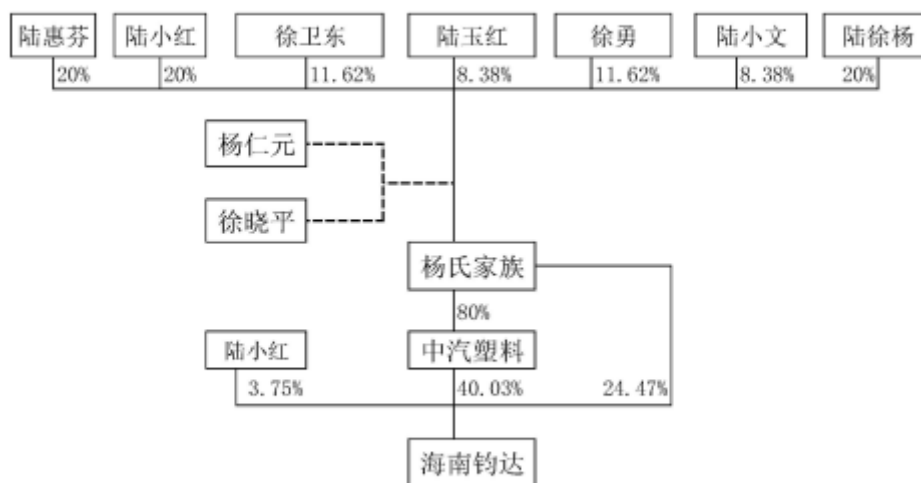 陆惠芬 陆小红 徐卫东 陆玉红 徐勇 陆小文 陆徐杨
20% 20% 11.62% 8.38% 11.62% 8.38% 20%
杨仁元
徐晓平
杨氏家族
80%
陆小红 中汽塑料
3.75% 40.03% 24.47%
海南钧达